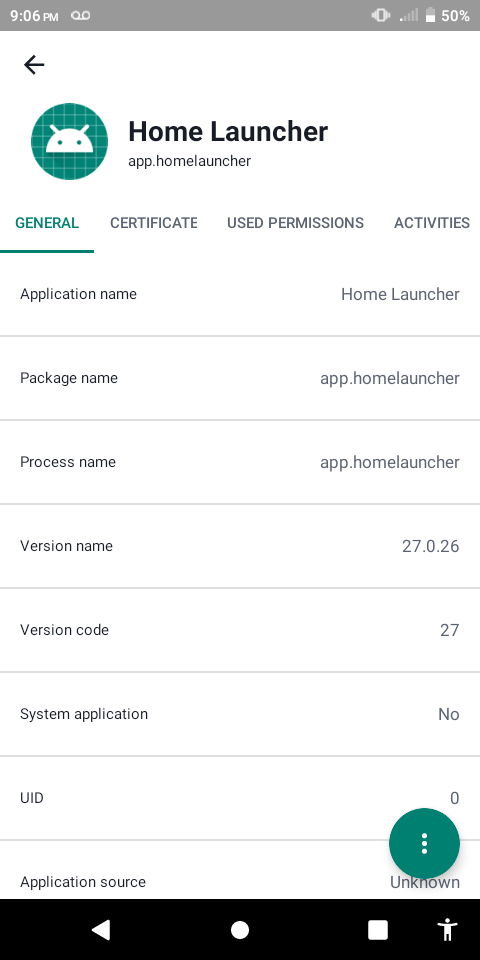 9:06 PM 50%
Home Launcher
app.homelauncher
GENERAL CERTIFICATE USED PERMISSIONS ACTIVITIES
Application name Home Launcher
Package name app.homelauncher
Process name app.homelauncher
Version name 27.0.26
Version code 27
System application No
UID 0
Application source Unknown